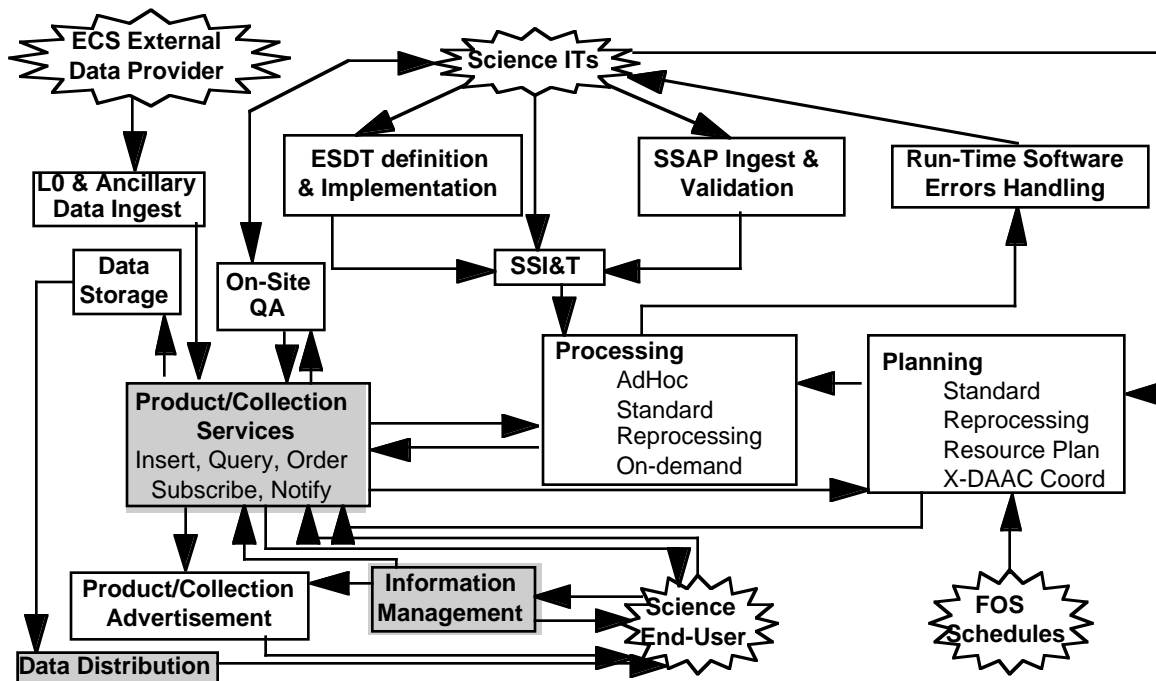 ECS External
Data Provider
Science ITs
ESDT definition
& Implementation
SSAP Ingest &
Validation
Run-Time Software
Errors Handling
L0 & Ancillary
Data Ingest
Data
Storage
On-Site
QA
SSI&T
Processing
AdHoc
Standard
Reprocessing
On-demand
Planning
Standard
Reprocessing
Resource Plan
X-DAAC Coord
Product/Collection
Services
Insert, Query, Order
Subscribe, Notify
Product/Collection
Advertisement
Information
Management
Science
End-User
FOS
Schedules
Data Distribution